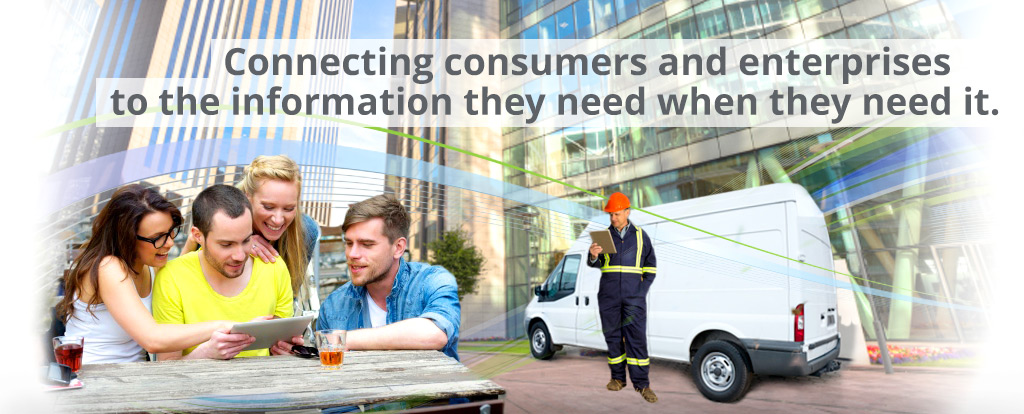 Connecting consumers and enterprises
to the information they need when they need it.